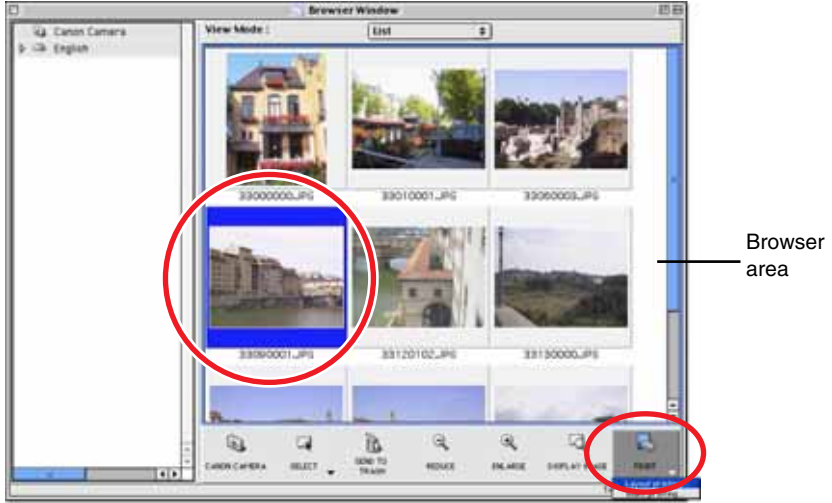 Browser Window
Canon Camera
English
View Mode :
List
33000000.JPG
33010001.JPG
33060003.JPG
33090001.JPG
33120102.JPG
33130000.JPG
Browser
area
CANON CAMERA
SELECT
SEND TO
TRASH
REDUCE
ENLARGE
DISPLAY IMAGE
PRINT